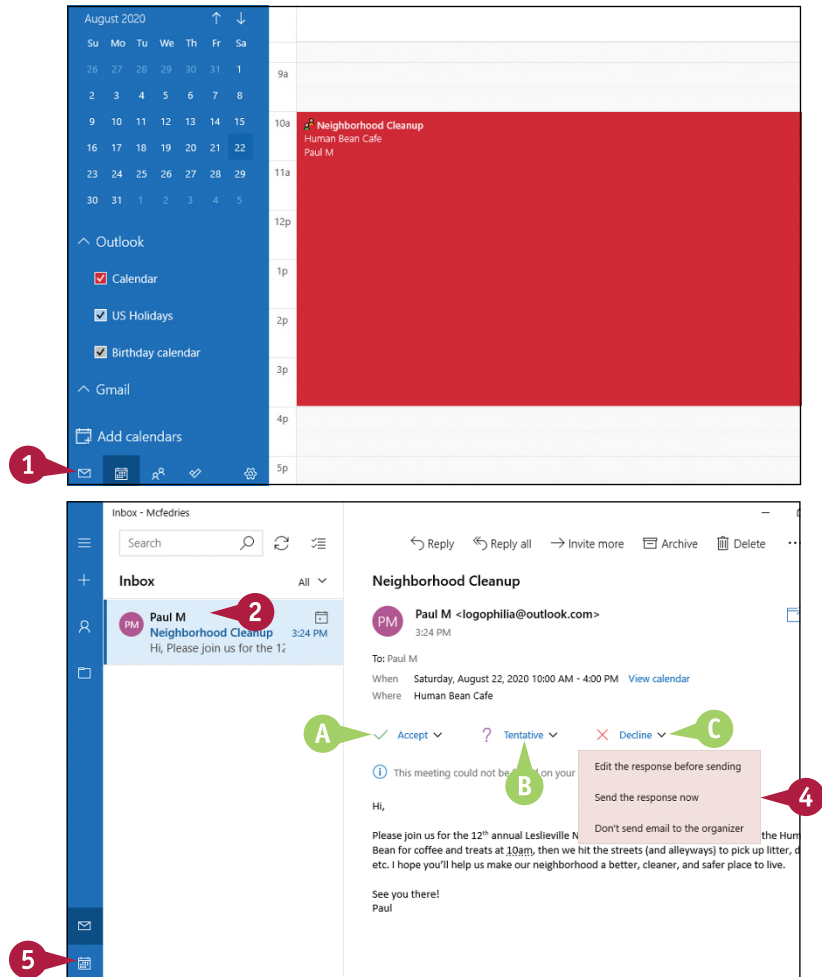 August 2020
Su Mo Tu We Th Fr Sa
26 27 28 29 30 31 1
2 3 4 5 6 7 8
9 10 11 12 13 14 15
16 17 18 19 20 21 22
23 24 25 26 27 28 29
30 31 1 2 3 4 5
Outlook
Calendar
US Holidays
Birthday calendar
Gmail
Add calendars
1
9a
10a
11a
12p
1p
2p
3p
4p
5p
Neighborhood Cleanup
Human Bean Cafe
Paul M
Inbox - Mcfedries
Search
Inbox
All
PM
Paul M
Neighborhood Cleanup 3:24 PM
Hi, Please join us for the 12
2
Reply Reply all Invite more Archive Delete
Neighborhood Cleanup
PM
Paul M <logophilia@outlook.com>
3:24 PM
To: Paul M
When Saturday, August 22, 2020 10:00 AM - 4:00 PM View calendar
Where Human Bean Cafe
A Accept ? Tentative Decline C
B
This meeting could not be on your
Edit the response before sending
Send the response now
Don't send email to the organizer
4
Hi,
Please join us for the 12th annual Leslieville the Hum
Bean for coffee and treats at 10am, then we hit the streets (and alleyways) to pick up litter, d
etc. I hope you'll help us make our neighborhood a better, cleaner, and safer place to live.
See you there!
Paul
5